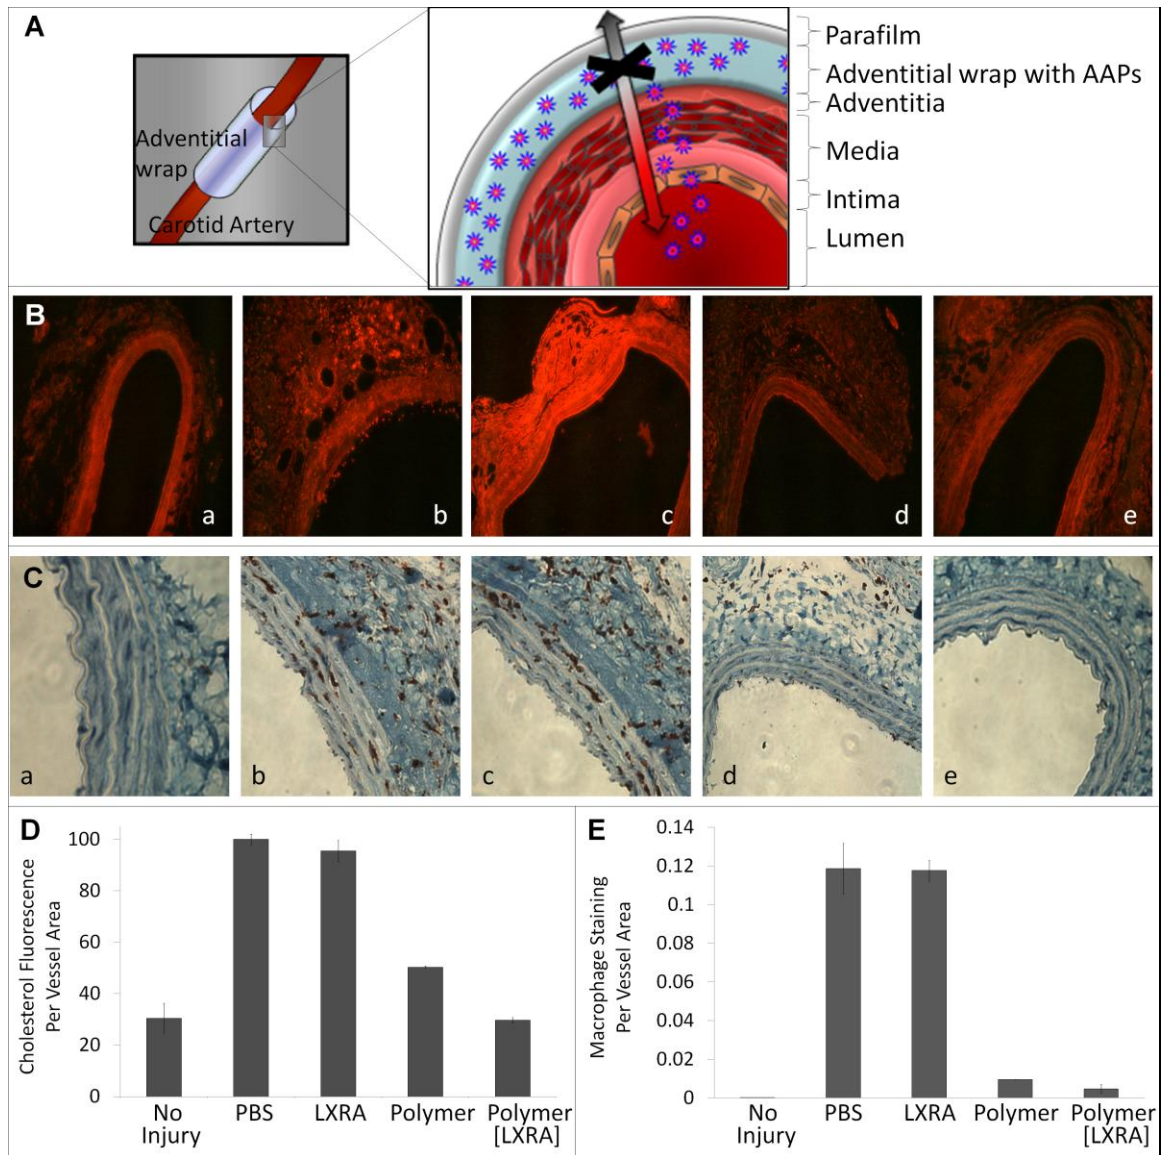 A
Adventitial
wrap
Carotid Artery
Parafilm
Adventitial wrap with AAPs
Adventitia
Media
Intima
Lumen
B
a
b
c
d
e
C
a
b
c
d
e
D
Cholesterol Fluorescence
Per Vessel Area
100
80
60
40
20
0
No
Injury
PBS
LXRA
Polymer
Polymer
[LXRA]
E
Macrophage Staining
Per Vessel Area
0.14
0.12
0.1
0.08
0.06
0.04
0.02
0
No
Injury
PBS
LXRA
Polymer
Polymer
[LXRA]